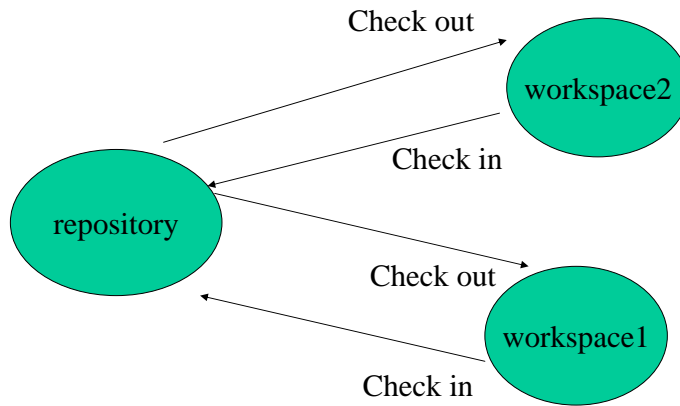 Check out
workspace2
Check in
repository
Check out
workspace1
Check in